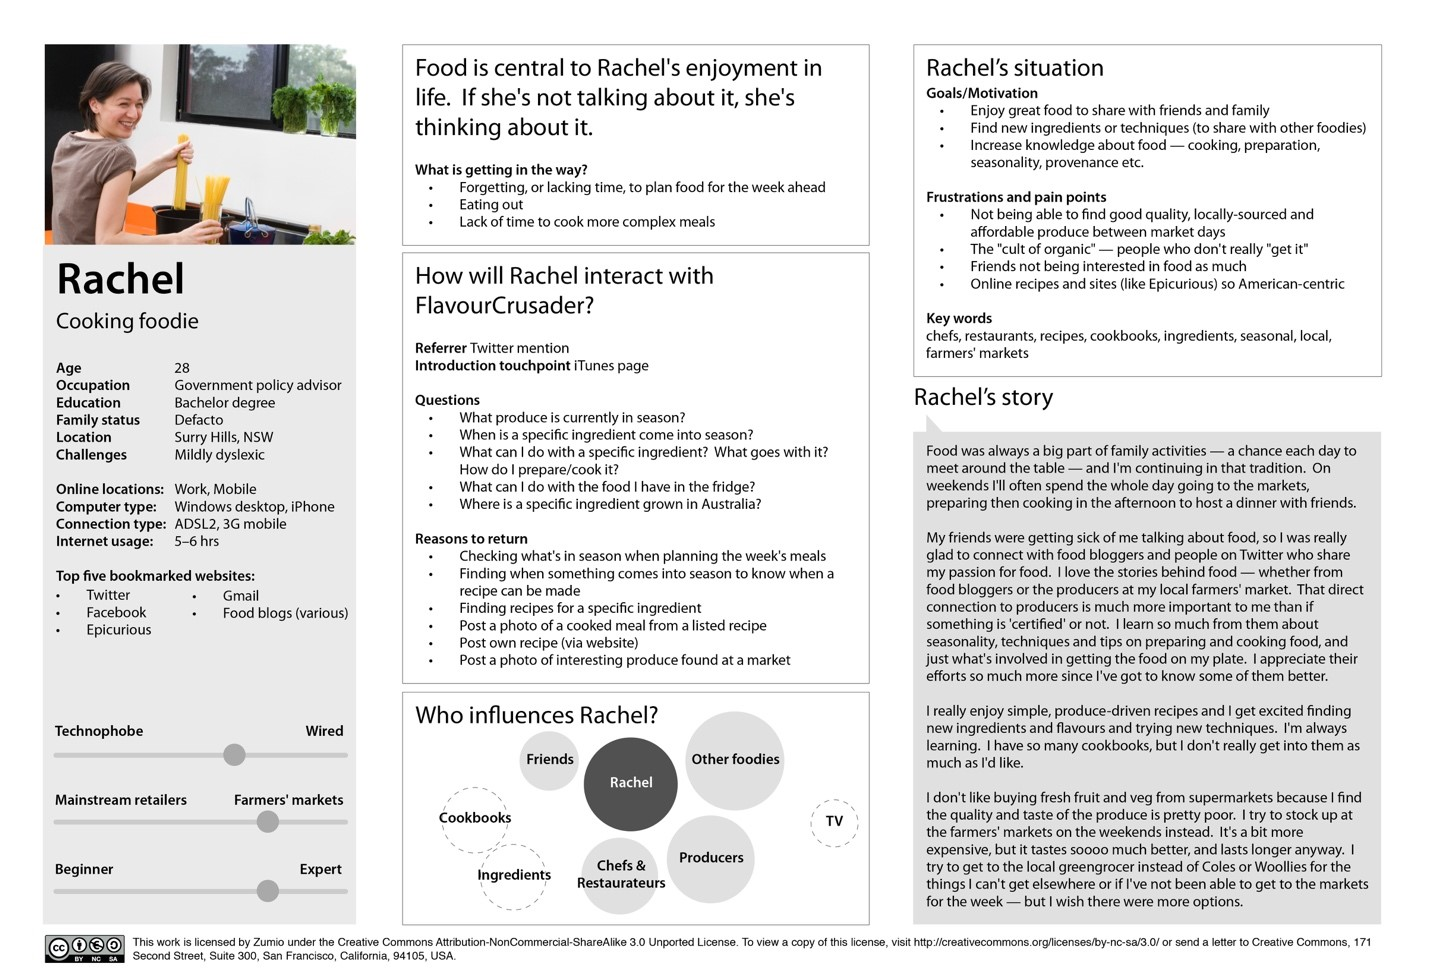 Rachel
Cooking foodie
Age 28
Occupation Government policy advisor
Education Bachelor degree
Family status Defacto
Location Surry Hills, NSW
Challenges Mildly dyslexic
Online locations: Work, Mobile
Computer type: Windows desktop, iPhone
Connection type: ADSL2, 3G mobile
Internet usage: 5–6 hrs
Top five bookmarked websites:
• Twitter • Gmail
• Facebook • Food blogs (various)
• Epicurious
Technophobe Wired
Mainstream retailers Farmers' markets
Beginner Expert
Food is central to Rachel's enjoyment in
life. If she's not talking about it, she's
thinking about it.
What is getting in the way?
• Forgetting, or lacking time, to plan food for the week ahead
• Eating out
• Lack of time to cook more complex meals
How will Rachel interact with
FlavourCrusader?
Referrer Twitter mention
Introduction touchpoint iTunes page
Questions
• What produce is currently in season?
• When is a specific ingredient come into season?
• What can I do with a specific ingredient? What goes with it?
How do I prepare/cook it?
• What can I do with the food I have in the fridge?
• Where is a specific ingredient grown in Australia?
Reasons to return
• Checking what's in season when planning the week's meals
• Finding when something comes into season to know when a
recipe can be made
• Finding recipes for a specific ingredient
• Post a photo of a cooked meal from a listed recipe
• Post own recipe (via website)
• Post a photo of interesting produce found at a market
Who influences Rachel?
Friends
Rachel
Other foodies
Cookbooks
TV
Ingredients
Chefs &
Restaurateurs
Producers
Rachel’s situation
Goals/Motivation
• Enjoy great food to share with friends and family
• Find new ingredients or techniques (to share with other foodies)
• Increase knowledge about food — cooking, preparation,
seasonality, provenance etc.
Frustrations and pain points
• Not being able to find good quality, locally-sourced and
affordable produce between market days
• The "cult of organic" — people who don't really "get it"
• Friends not being interested in food as much
• Online recipes and sites (like Epicurious) so American-centric
Key words
chefs, restaurants, recipes, cookbooks, ingredients, seasonal, local,
farmers' markets
Rachel’s story
Food was always a big part of family activities — a chance each day to
meet around the table — and I'm continuing in that tradition. On
weekends I'll often spend the whole day going to the markets,
preparing then cooking in the afternoon to host a dinner with friends.
My friends were getting sick of me talking about food, so I was really
glad to connect with food bloggers and people on Twitter who share
my passion for food. I love the stories behind food — whether from
food bloggers or the producers at my local farmers' market. That direct
connection to producers is much more important to me than if
something is 'certified' or not. I learn so much from them about
seasonality, techniques and tips on preparing and cooking food, and
just what's involved in getting the food on my plate. I appreciate their
efforts so much more since I've got to know some of them better.
I really enjoy simple, produce-driven recipes and I get excited finding
new ingredients and flavours and trying new techniques. I'm always
learning. I have so many cookbooks, but I don't really get into them as
much as I'd like.
I don't like buying fresh fruit and veg from supermarkets because I find
the quality and taste of the produce is pretty poor. I try to stock up at
the farmers' markets on the weekends instead. It's a bit more
expensive, but it tastes soooo much better, and lasts longer anyway. I
try to get to the local greengrocer instead of Coles or Woollies for the
things I can't get elsewhere or if I've not been able to get to the markets
for the week — but I wish there were more options.
cc BY NC SA
This work is licensed by Zumio under the Creative Commons Attribution-NonCommercial-ShareAlike 3.0 Unported License. To view a copy of this license, visit http://creativecommons.org/licenses/by-nc-sa/3.0/ or send a letter to Creative Commons, 171
Second Street, Suite 300, San Francisco, California, 94105, USA.